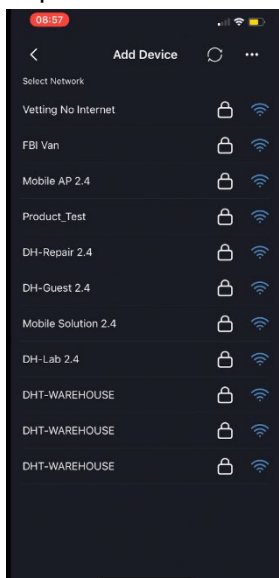 08:57
Add Device
Select Network
Vetting No Internet
FBI Van
Mobile AP 2.4
Product_Test
DH-Repair 2.4
DH-Guest 2.4
Mobile Solution 2.4
DH-Lab 2.4
DHT-WAREHOUSE
DHT-WAREHOUSE
DHT-WAREHOUSE